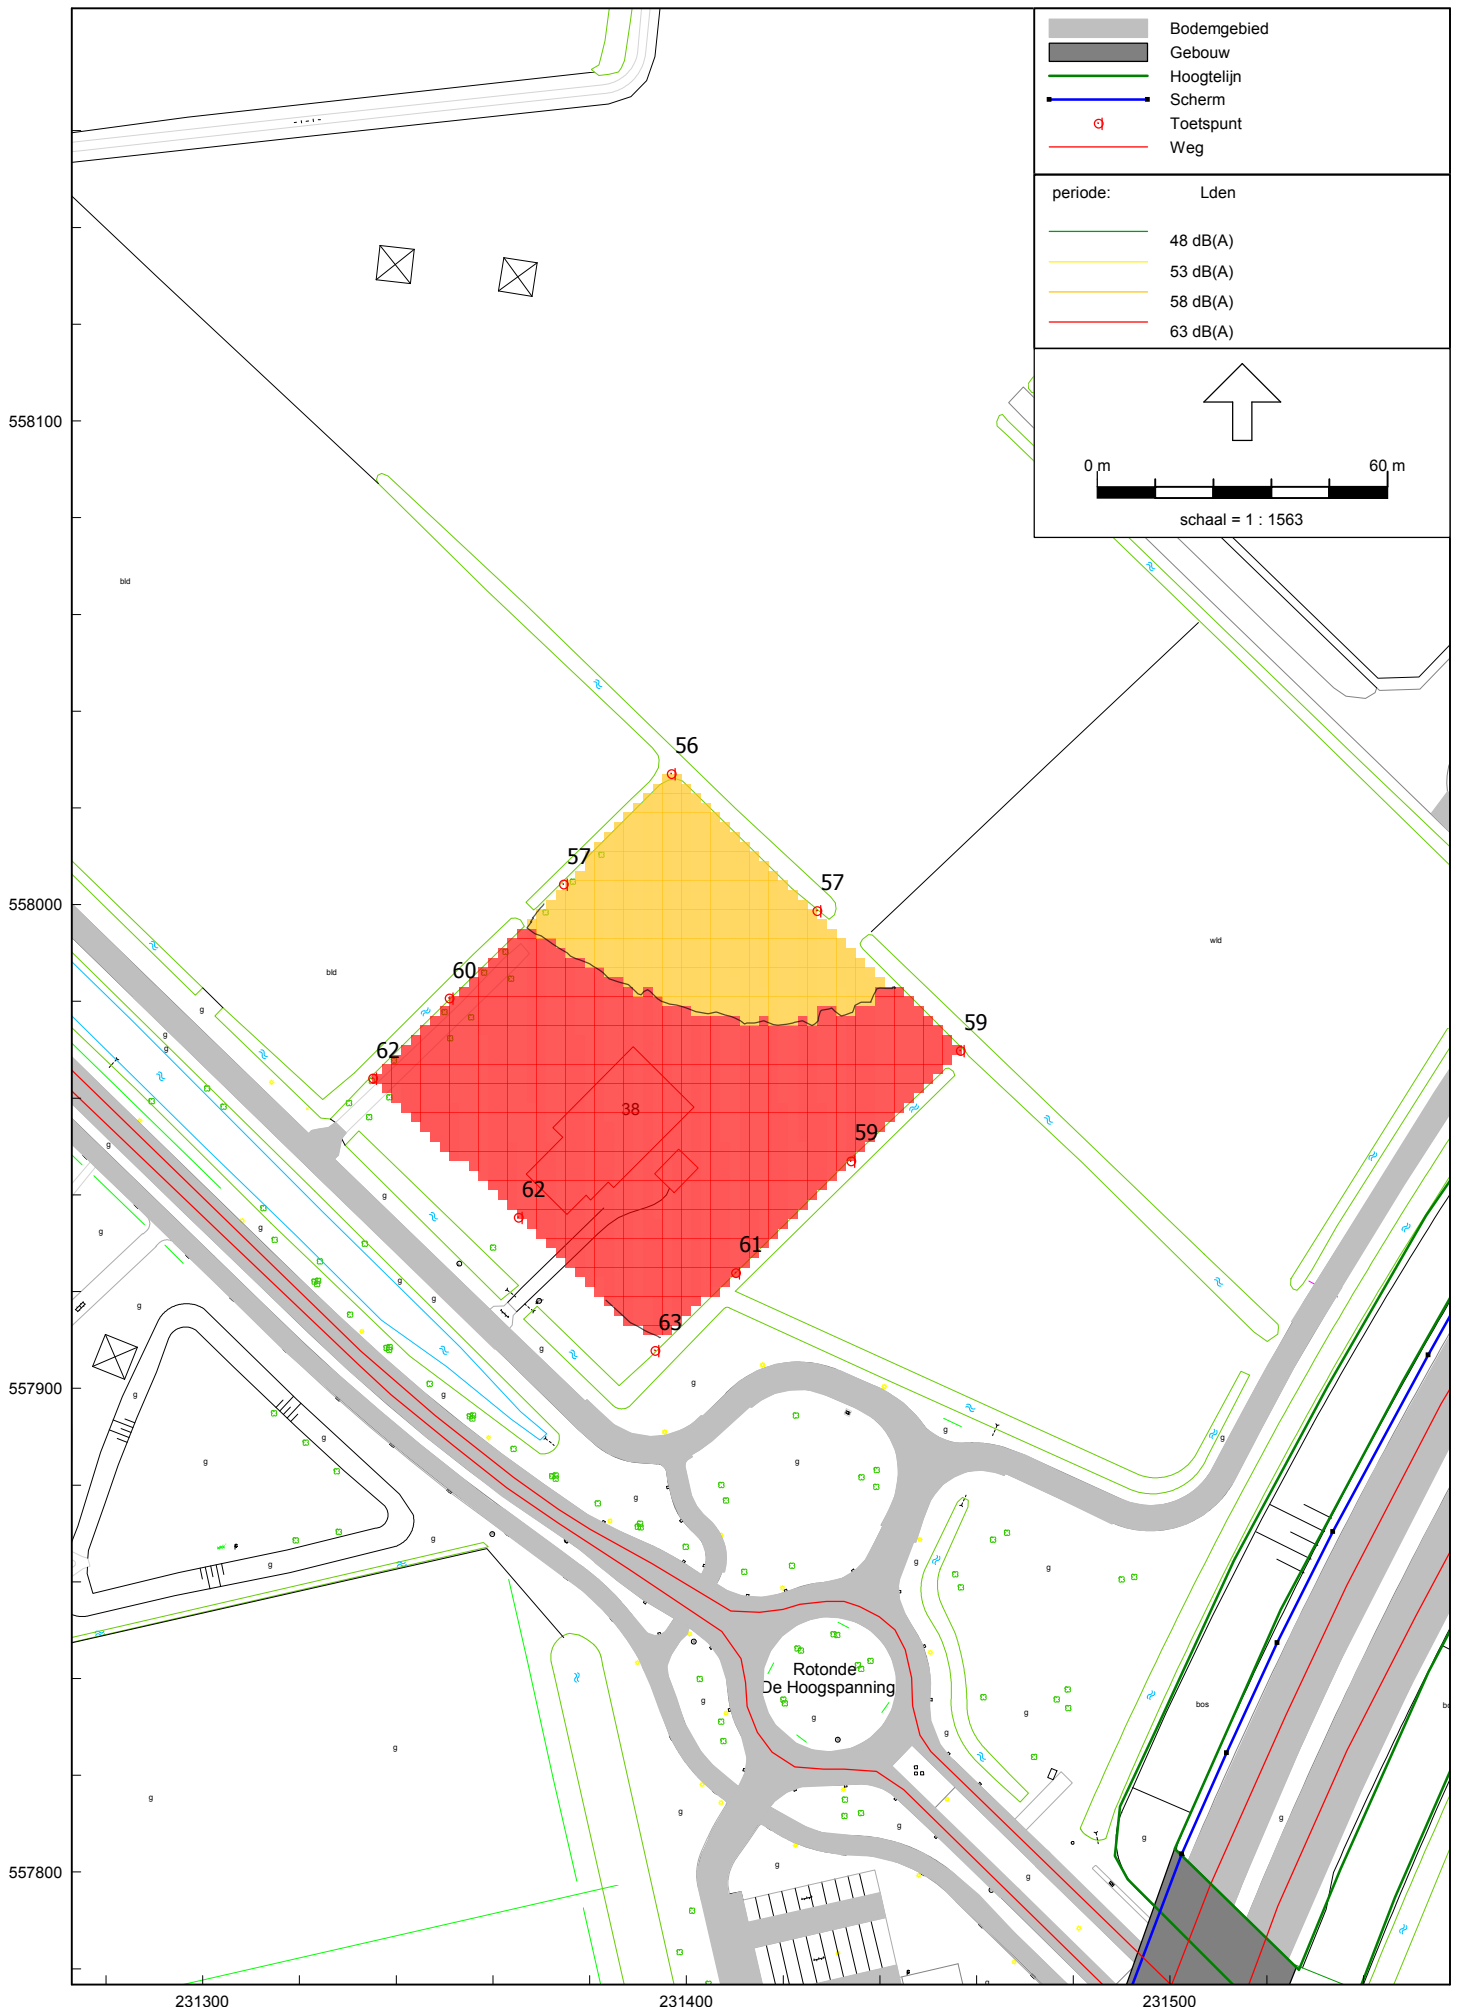 Bodemgebied
Gebouw
Hoogtelijn
Scherm
Toetspunt
Weg
periode: Lden
48 dB(A)
53 dB(A)
58 dB(A)
63 dB(A)
0 m 60 m
schaal = 1 : 1563
558100
bld
56
57
57
558000
wld
bld
60
59
62
38
59
62
61
63
557900
Rotonde
De Hoogspanning
bos
557800
231300
231400
231500